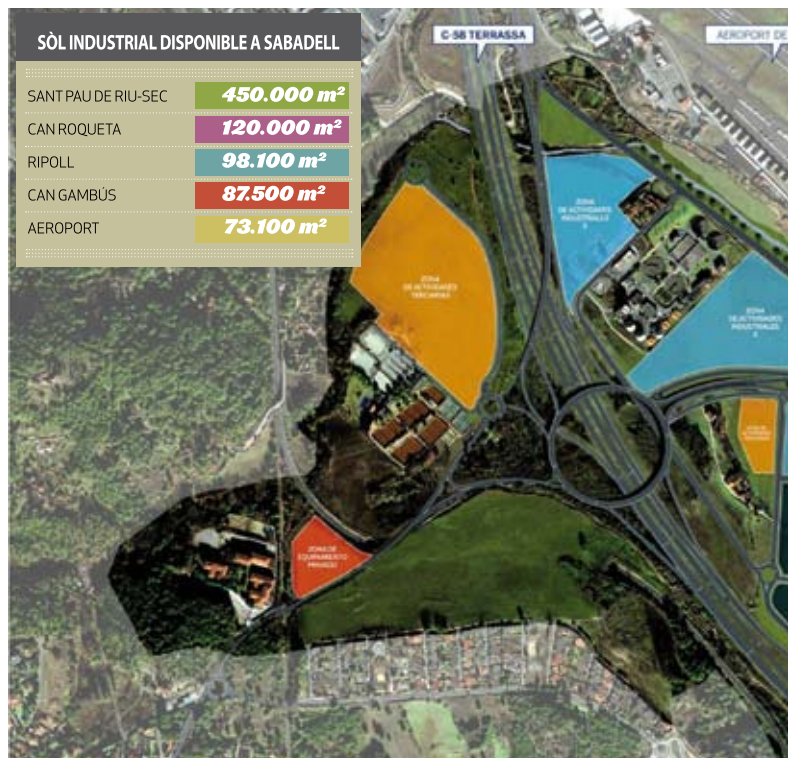 SÒL INDUSTRIAL DISPONIBLE A SABADELL
SANT PAU DE RIU-SEC 450.000 m²
CAN ROQUETA 120.000 m²
RIPOLL 98.100 m²
CAN GAMBÚS 87.500 m²
AEROPORT 73.100 m²
C-58 TERRASSA
AEROPORT DE
ZONA
DE ACTIVIDADES
TERCIARIAS
ZONA
DE ACTIVIDADES
INDUSTRIALES
ZONA
DE ACTIVIDADES
INDUSTRIALES
ZONA DE
EQUIPAMIENTO
PRIVADO